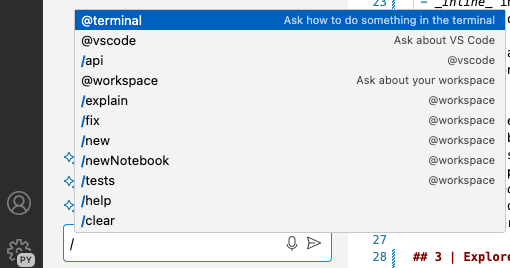 23 - _inline_ in
@terminal Ask how to do something in the terminal
@vscode Ask about VS Code
/api @vscode
@workspace Ask about your workspace
/explain @workspace
/fix @workspace
/new @workspace
/newNotebook @workspace
/tests @workspace
/help
/clear
/
27
28 ## 3 | Explore
PY